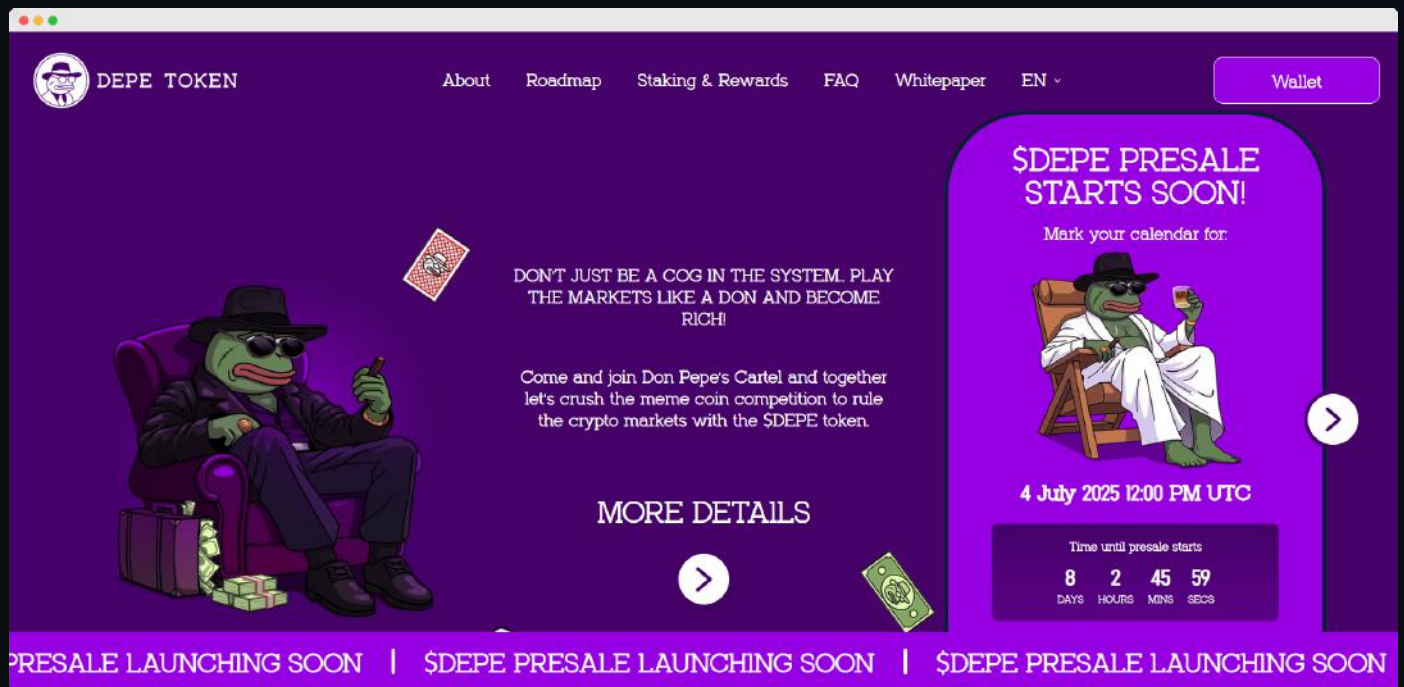 DEPE TOKEN
About
Roadmap
Staking & Rewards
FAQ
Whitepaper
EN
Wallet
DON'T JUST BE A COG IN THE SYSTEM. PLAY
THE MARKETS LIKE A DON AND BECOME
RICH!
Come and join Don Pepe's Cartel and together
let's crush the meme coin competition to rule
the crypto markets with the $DEPE token.
MORE DETAILS
$DEPE PRESALE
STARTS SOON!
Mark your calendar for:
4 July 2025 12:00 PM UTC
Time until presale starts
8 2 45 59
DAYS HOURS MINS SECS
PRESALE LAUNCHING SOON | $DEPE PRESALE LAUNCHING SOON | $DEPE PRESALE LAUNCHING SOON